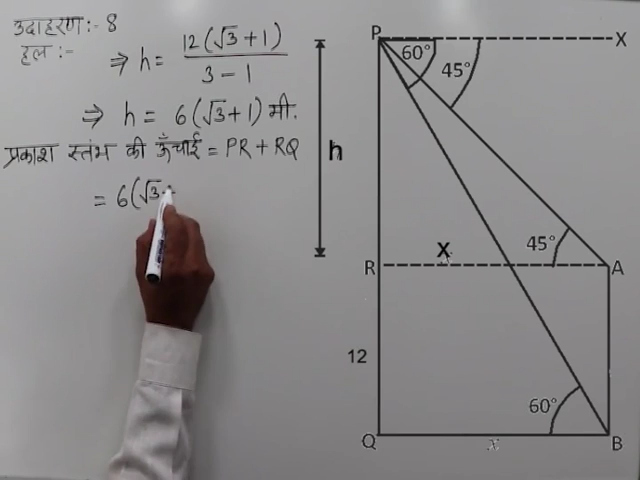 उदाहरण:- 8
हल :-
⇒ h = 12(√3+1) / 3-1
⇒ h = 6(√3+1) मी.
प्रकाश स्तंभ की ऊँचाई = PR + RQ
= 6(√3+
P
60°
45°
X
h
X
45°
R
A
12
60°
Q
x
B